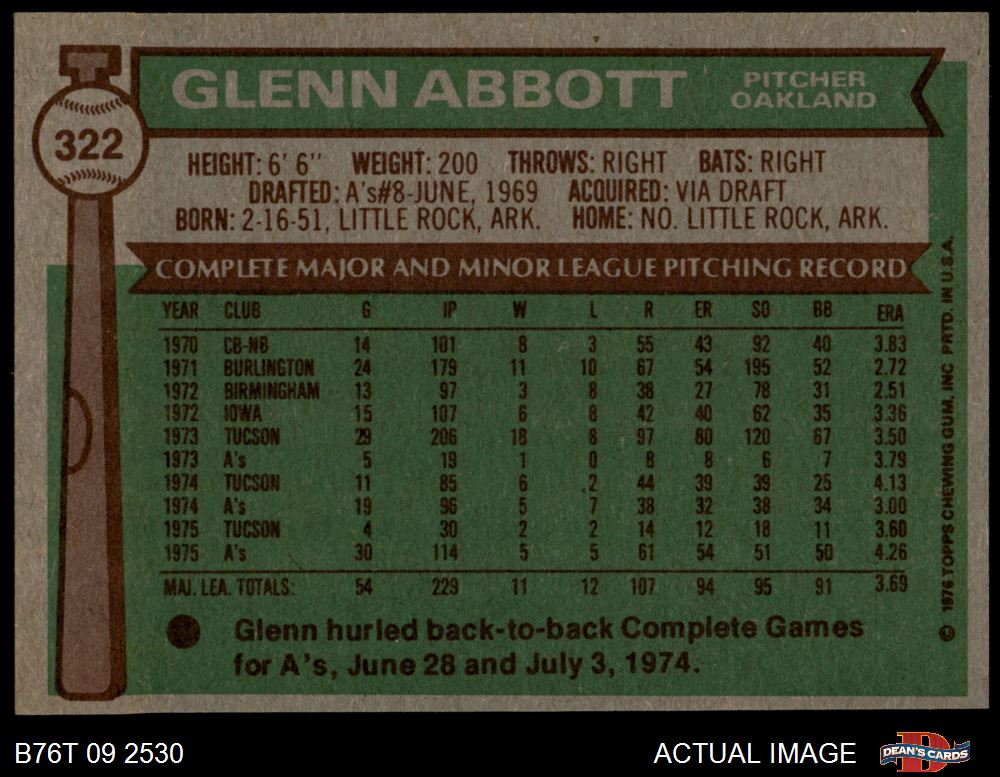 GLENN ABBOTT PITCHER OAKLAND
322
HEIGHT: 6' 6" WEIGHT: 200 THROWS: RIGHT BATS: RIGHT
DRAFTED: A's#8-JUNE, 1969 ACQUIRED: VIA DRAFT
BORN: 2-16-51, LITTLE ROCK, ARK. HOME: NO. LITTLE ROCK, ARK.
COMPLETE MAJOR AND MINOR LEAGUE PITCHING RECORD
YEAR CLUB G IP W L R ER SO BB ERA
1970 CB-NB 14 101 8 3 55 43 92 40 3.83
1971 BURLINGTON 24 179 11 10 67 54 195 52 2.72
1972 BIRMINGHAM 13 97 3 8 38 27 78 31 2.51
1972 IOWA 15 107 6 8 42 40 62 35 3.36
1973 TUCSON 29 206 18 8 97 80 120 67 3.50
1973 A's 5 19 1 0 8 8 6 7 3.79
1974 TUCSON 11 85 6 2 44 39 39 25 4.13
1974 A's 19 96 5 7 38 32 38 34 3.00
1975 TUCSON 4 30 2 2 14 12 18 11 3.60
1975 A's 30 114 5 5 61 54 51 50 4.26
MAJ. LEA. TOTALS: 54 229 11 12 107 94 95 91 3.69
Glenn hurled back-to-back Complete Games
for A's, June 28 and July 3, 1974.
© 1976 TOPPS CHEWING GUM, INC PRTD. IN U.S.A.
B76T 09 2530 ACTUAL IMAGE DEAN'S CARDS